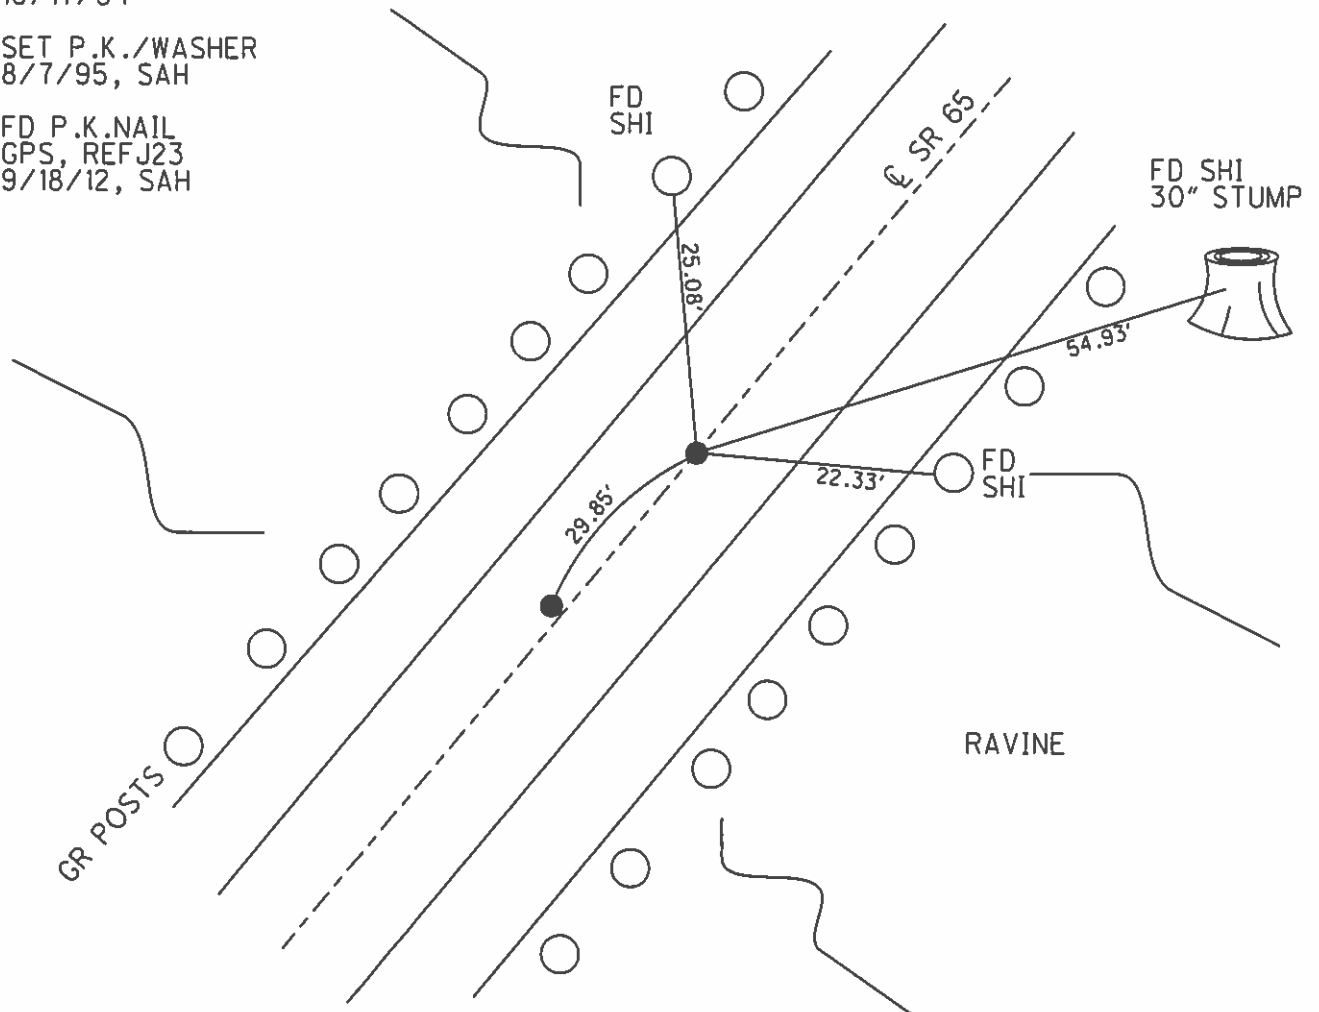 SET P.K./WASHER
8/7/95, SAH
FD P.K.NAIL
GPS, REFJ23
9/18/12, SAH
FD
SHI
℄ SR 65
FD SHI
30" STUMP
25.08'
54.93'
22.33'
FD
SHI
29.85'
RAVINE
GR POSTS